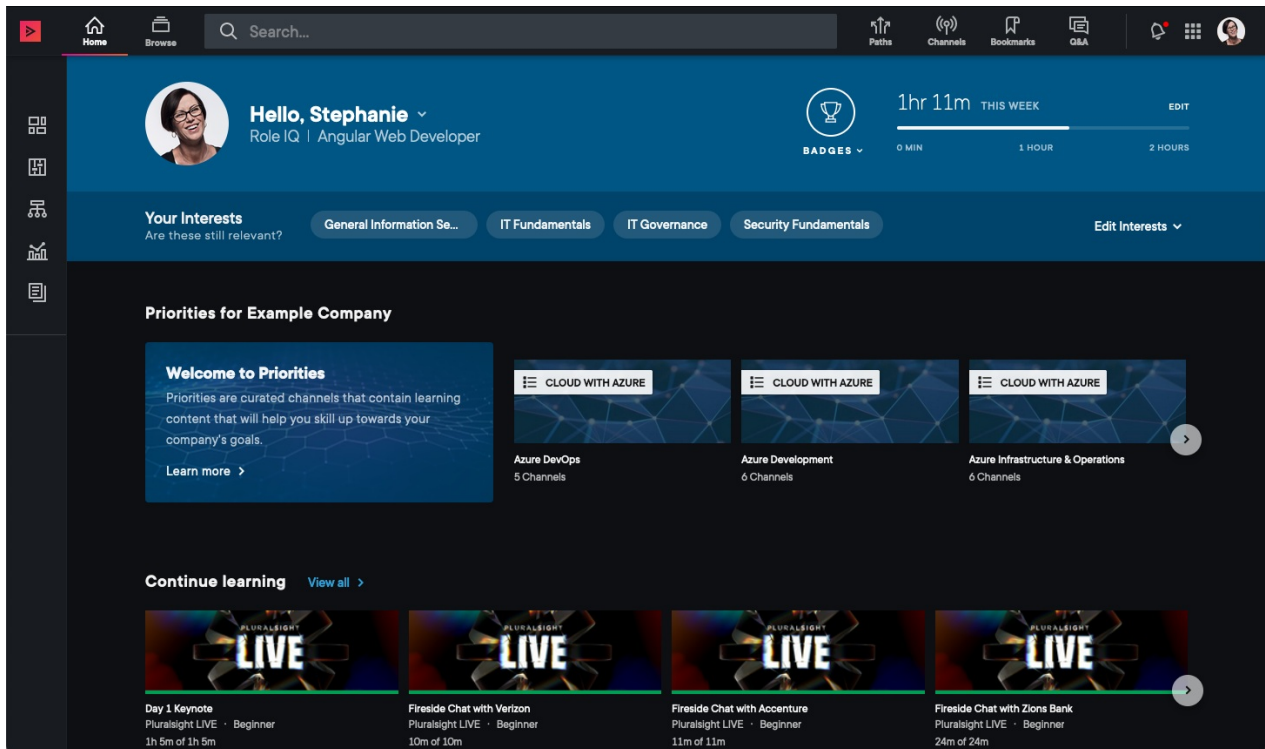 Home
Browse
Search...
Paths
Channels
Bookmarks
Q&A
Hello, Stephanie
Role IQ | Angular Web Developer
BADGES
1hr 11m THIS WEEK
EDIT
0 MIN
1 HOUR
2 HOURS
Your Interests
Are these still relevant?
General Information Se...
IT Fundamentals
IT Governance
Security Fundamentals
Edit Interests
Priorities for Example Company
Welcome to Priorities
Priorities are curated channels that contain learning
content that will help you skill up towards your
company's goals.
Learn more
CLOUD WITH AZURE
Azure DevOps
5 Channels
CLOUD WITH AZURE
Azure Development
6 Channels
CLOUD WITH AZURE
Azure Infrastructure & Operations
6 Channels
Continue learning
View all
PLURALSIGHT
LIVE
Day 1 Keynote
Pluralsight LIVE · Beginner
1h 5m of 1h 5m
PLURALSIGHT
LIVE
Fireside Chat with Verizon
Pluralsight LIVE · Beginner
10m of 10m
PLURALSIGHT
LIVE
Fireside Chat with Accenture
Pluralsight LIVE · Beginner
11m of 11m
PLURALSIGHT
LIVE
Fireside Chat with Zions Bank
Pluralsight LIVE · Beginner
24m of 24m